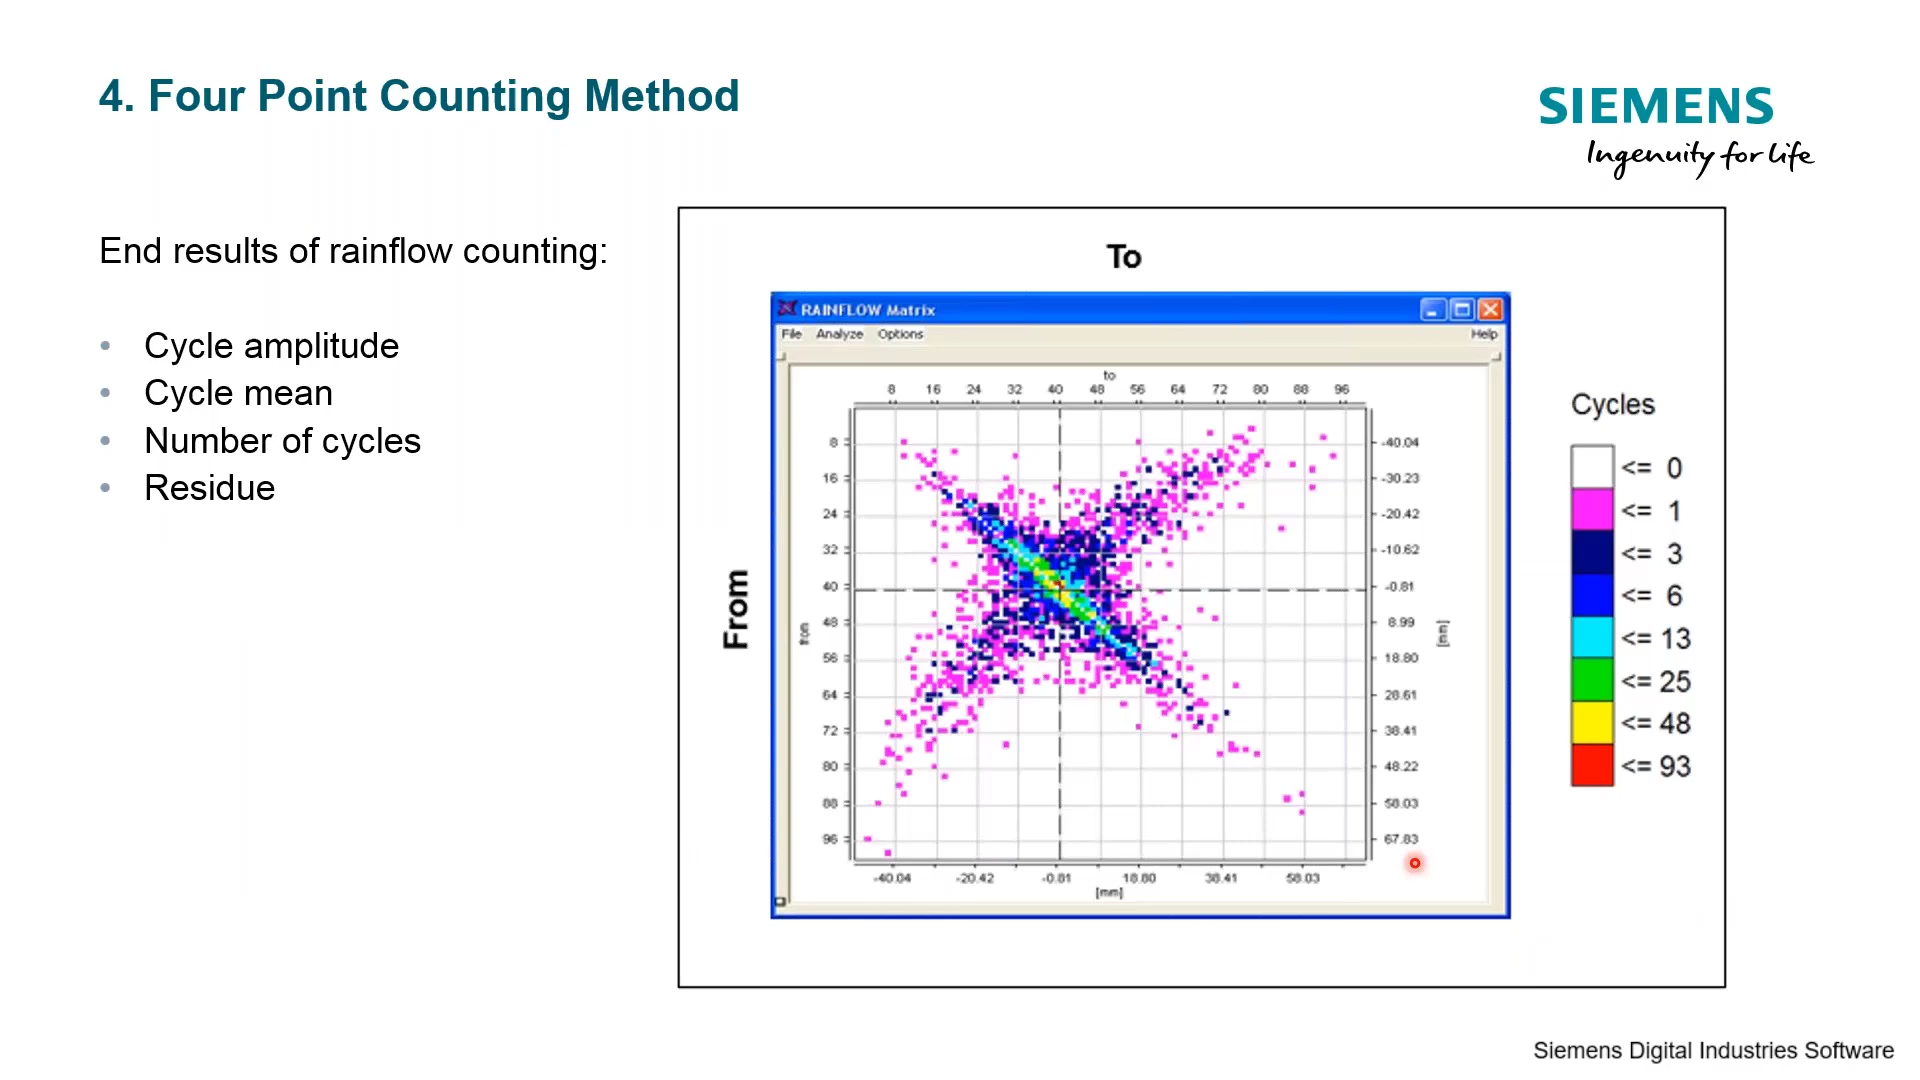 4. Four Point Counting Method
SIEMENS
Ingenuity for life
End results of rainflow counting:
• Cycle amplitude
• Cycle mean
• Number of cycles
• Residue
To
From
RAINFLOW Matrix
File Analyze Options Help
to
8 16 24 32 40 48 56 64 72 80 88 96
from
8 -40.04
16 -30.23
24 -20.42
32 -10.62
40 -0.81
48 8.99
56 18.80
64 28.61
72 38.41
80 48.22
88 58.03
96 67.83
[mm]
-40.04 -20.42 -0.81 18.80 38.41 58.03
[mm]
Cycles
<= 0
<= 1
<= 3
<= 6
<= 13
<= 25
<= 48
<= 93
Siemens Digital Industries Software